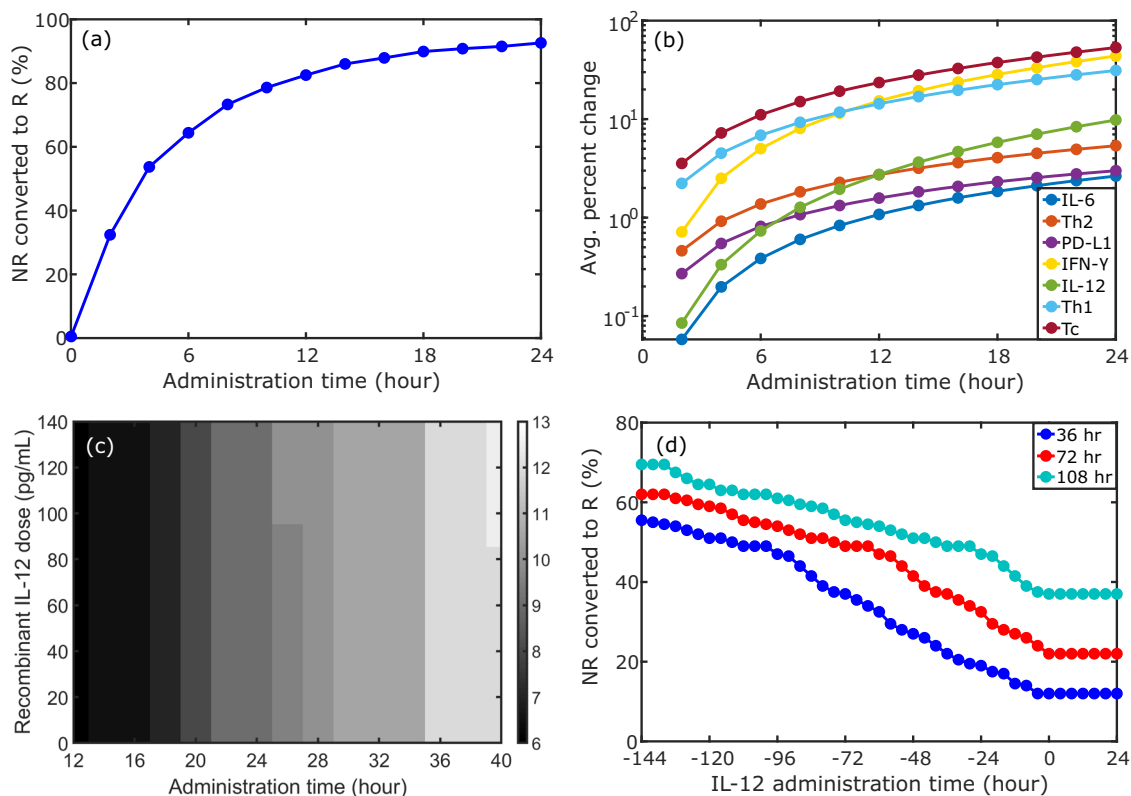 (a)
NR converted to R (%)
100
80
60
40
20
0
0 6 12 18 24
Administration time (hour)
(b)
Avg. percent change
10^2
10^1
10^0
10^-1
0 6 12 18 24
Administration time (hour)
IL-6
Th2
PD-L1
IFN-γ
IL-12
Th1
Tc
(c)
Recombinant IL-12 dose (pg/mL)
140
120
100
80
60
40
20
0
12 16 20 24 28 32 36 40
Administration time (hour)
13
12
11
10
9
8
7
6
(d)
NR converted to R (%)
80
60
40
20
0
-144 -120 -96 -72 -48 -24 0 24
IL-12 administration time (hour)
36 hr
72 hr
108 hr